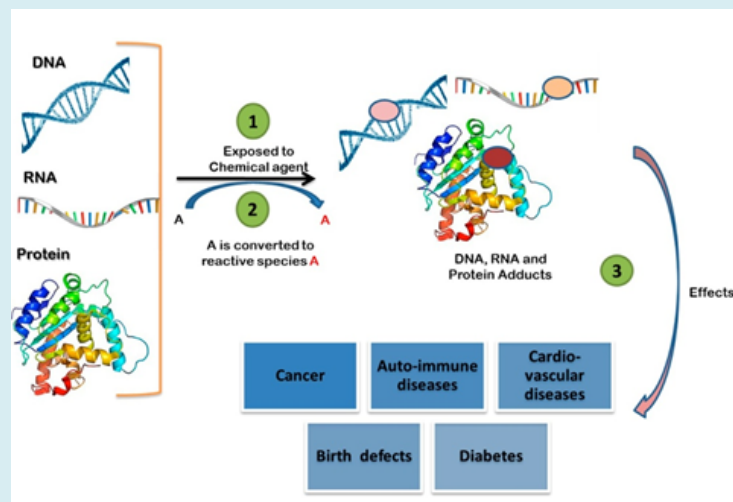 DNA
RNA
Protein
1
Exposed to
Chemical agent
2
A
A
A is converted to
reactive species A
DNA, RNA and
Protein Adducts
3
Effects
Cancer
Auto-immune
diseases
Cardio-
vascular
diseases
Birth defects
Diabetes